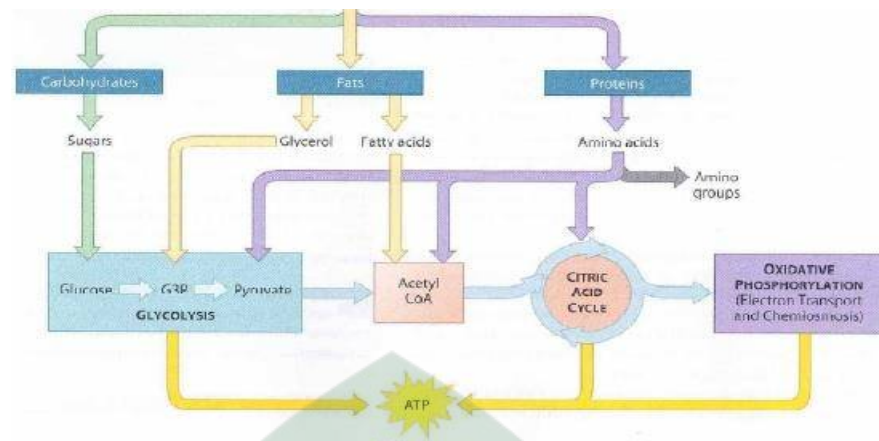 Carbohydrates
Fats
Proteins
Sugars
Glycerol
Fatty acids
Amino acids
Amino
groups
Glucose
G3P
Pyruvate
GLYCOLYSIS
Acetyl
CoA
CITRIC
ACID
CYCLE
OXIDATIVE
PHOSPHORYLATION
(Electron Transport
and Chemiosmosis)
ATP